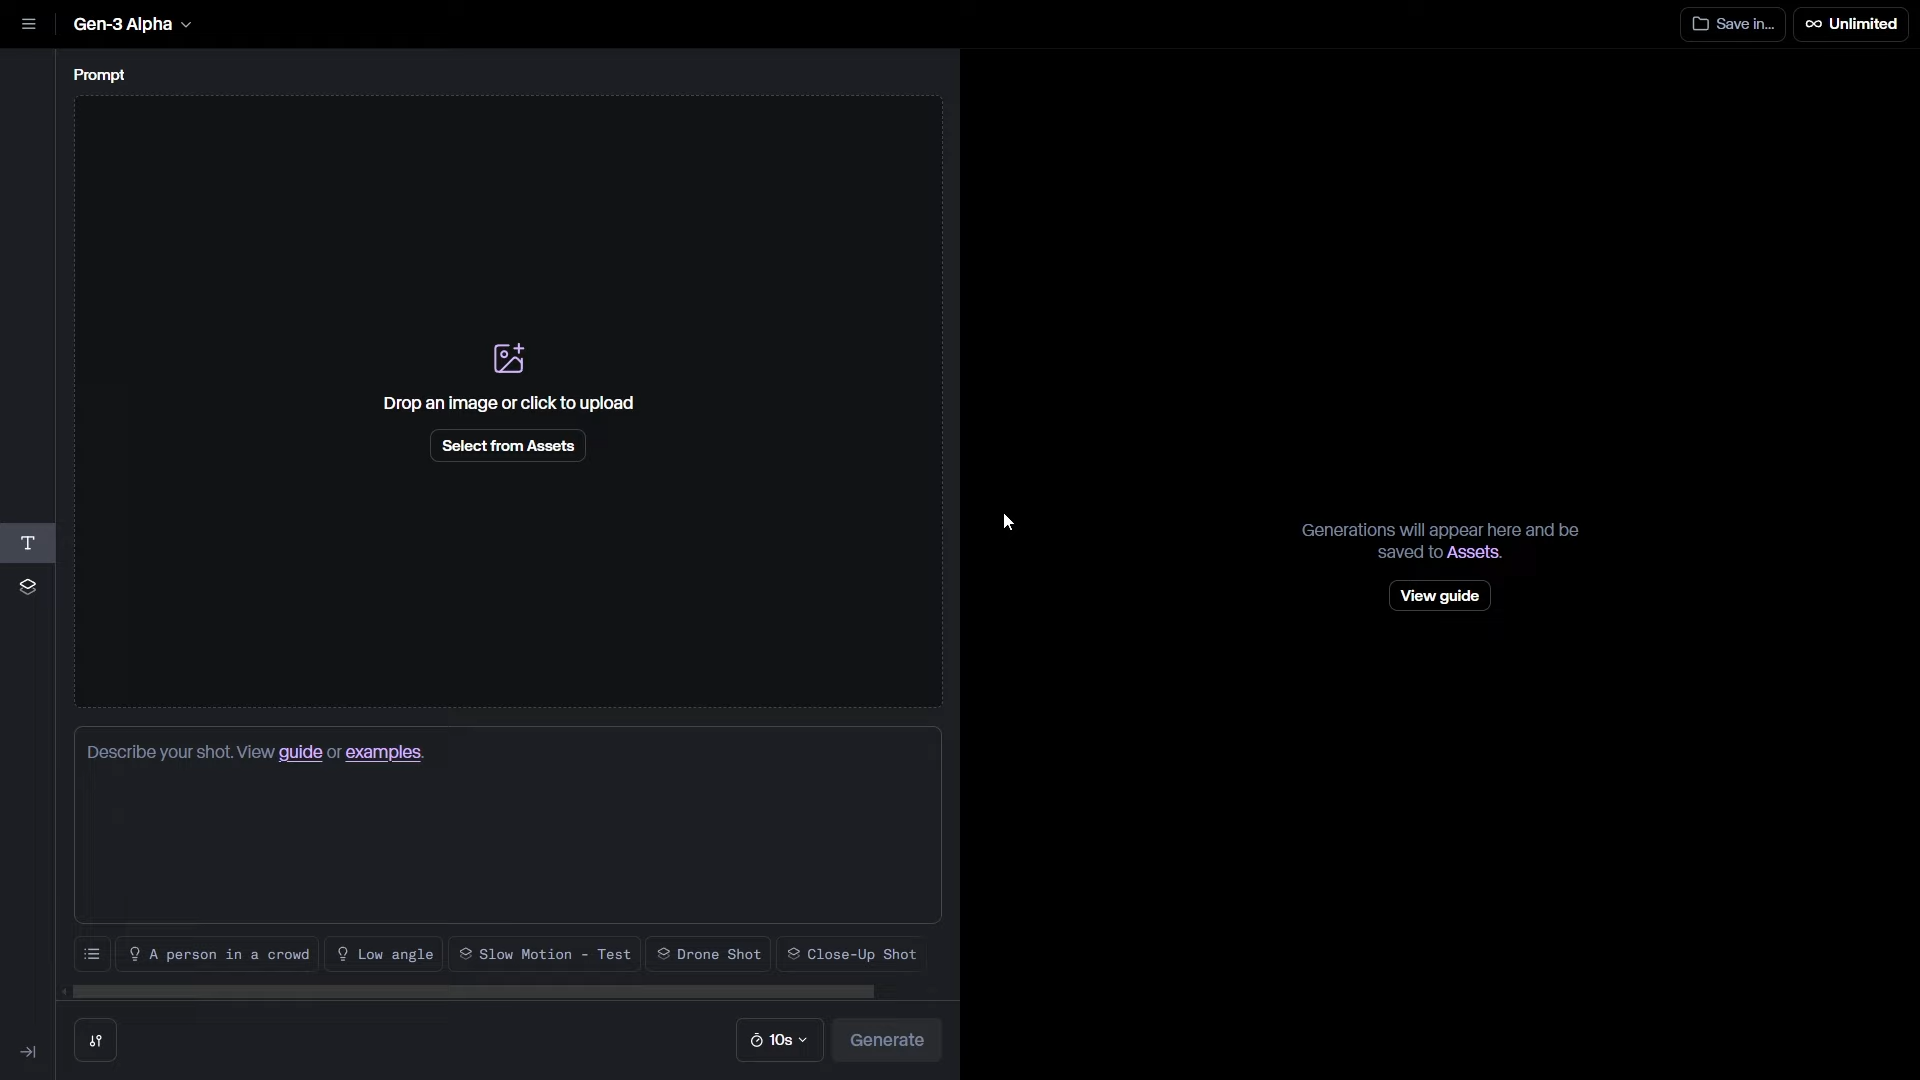 Gen-3 Alpha
Save in...
Unlimited
Prompt
Drop an image or click to upload
Select from Assets
Describe your shot. View guide or examples.
A person in a crowd
Low angle
Slow Motion - Test
Drone Shot
Close-Up Shot
10s
Generate
Generations will appear here and be
saved to Assets.
View guide